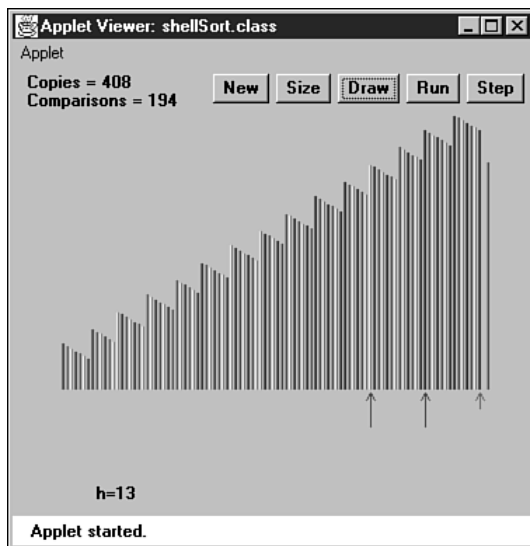 Applet Viewer: shellSort.class
Applet
Copies = 408
Comparisons = 194
New Size Draw Run Step
h=13
Applet started.